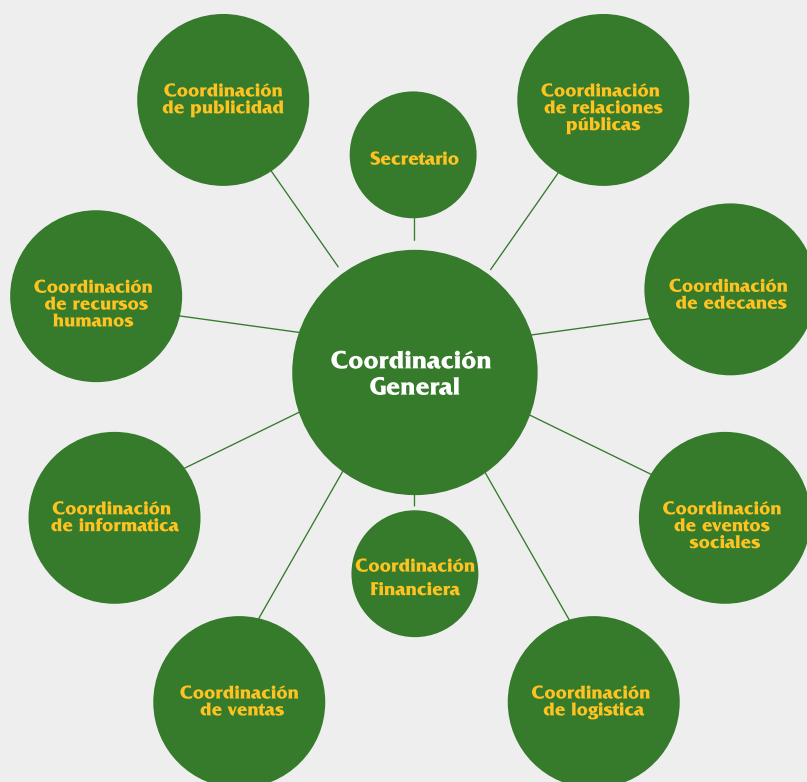 Coordinación
de publicidad
Secretario
Coordinación
de relaciones
públicas
Coordinación
de recursos
humanos
Coordinación
de edecanes
Coordinación
General
Coordinación
de informatica
Coordinación
Financiera
Coordinación
de eventos
sociales
Coordinación
de ventas
Coordinación
de logistica